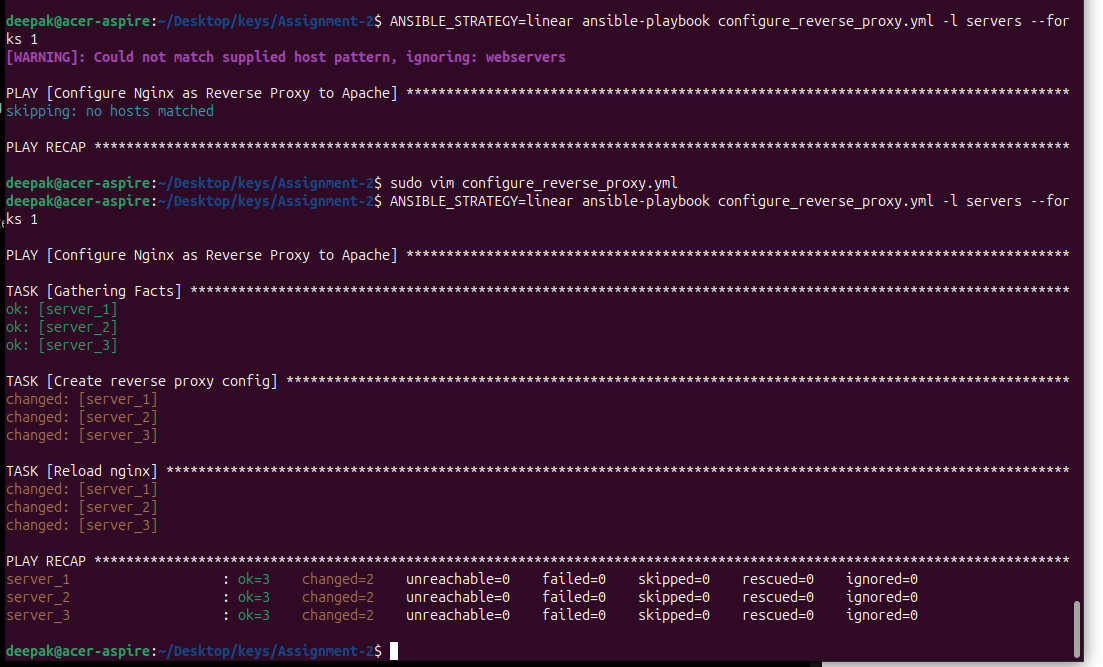 deepak@acer-aspire:~/Desktop/keys/Assignment-2$ ANSIBLE_STRATEGY=linear ansible-playbook configure_reverse_proxy.yml -l servers --for
ks 1
[WARNING]: Could not match supplied host pattern, ignoring: webservers
PLAY [Configure Nginx as Reverse Proxy to Apache] ***********************************************************************************
skipping: no hosts matched
PLAY RECAP **************************************************************************************************************************
deepak@acer-aspire:~/Desktop/keys/Assignment-2$ sudo vim configure_reverse_proxy.yml
deepak@acer-aspire:~/Desktop/keys/Assignment-2$ ANSIBLE_STRATEGY=linear ansible-playbook configure_reverse_proxy.yml -l servers --for
ks 1
PLAY [Configure Nginx as Reverse Proxy to Apache] ***********************************************************************************
TASK [Gathering Facts] **************************************************************************************************************
ok: [server_1]
ok: [server_2]
ok: [server_3]
TASK [Create reverse proxy config] **************************************************************************************************
changed: [server_1]
changed: [server_2]
changed: [server_3]
TASK [Reload nginx] *****************************************************************************************************************
changed: [server_1]
changed: [server_2]
changed: [server_3]
PLAY RECAP **************************************************************************************************************************
server_1                   : ok=3    changed=2    unreachable=0    failed=0    skipped=0    rescued=0    ignored=0
server_2                   : ok=3    changed=2    unreachable=0    failed=0    skipped=0    rescued=0    ignored=0
server_3                   : ok=3    changed=2    unreachable=0    failed=0    skipped=0    rescued=0    ignored=0
deepak@acer-aspire:~/Desktop/keys/Assignment-2$